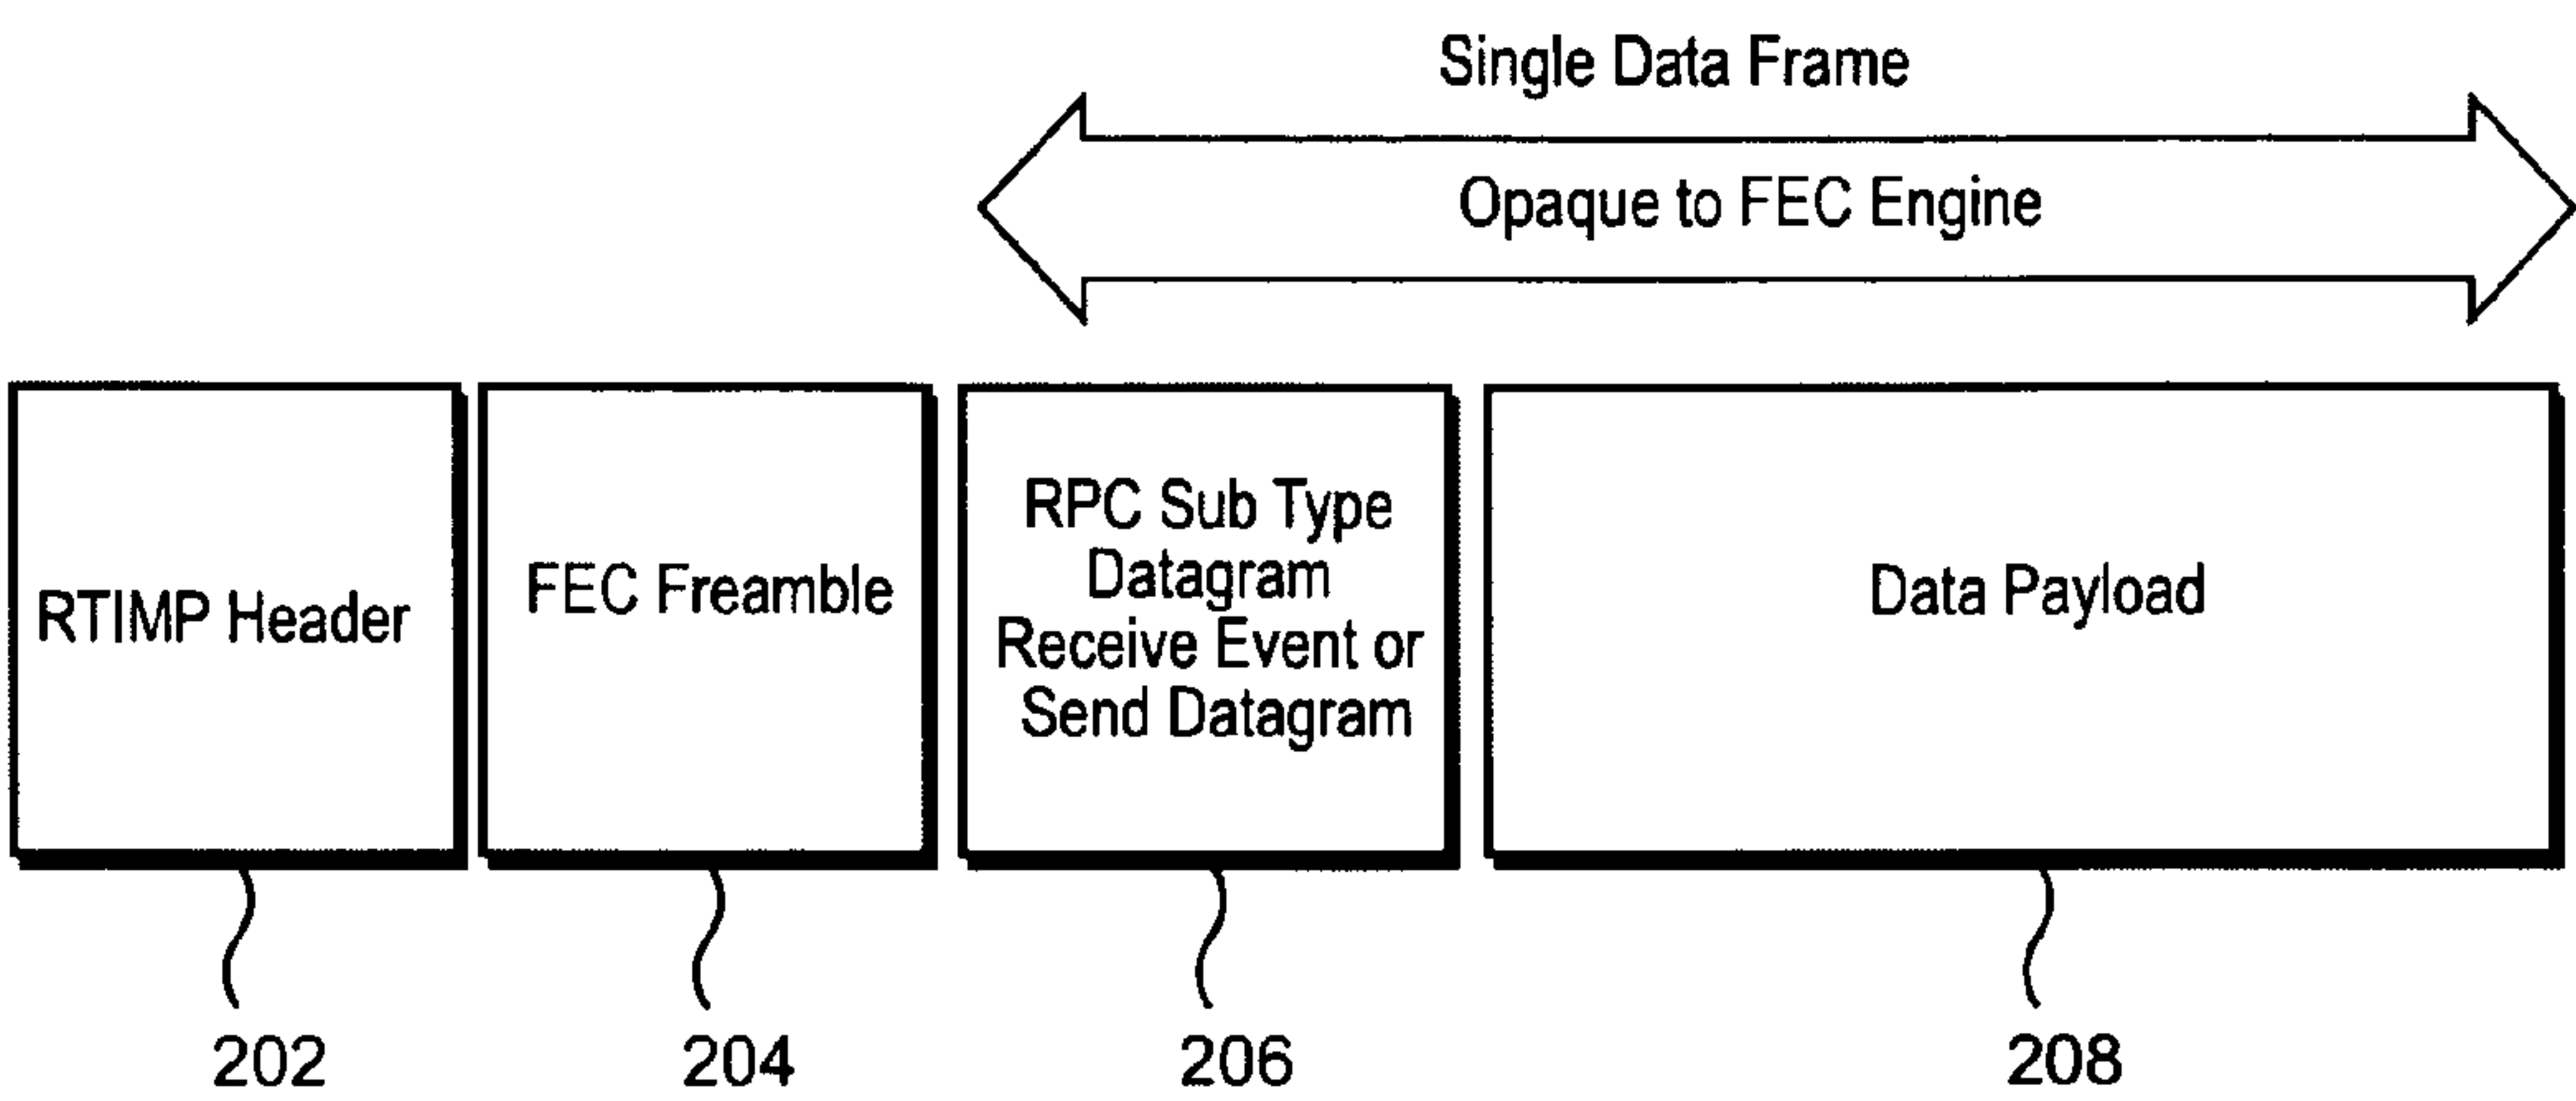 Single Data Frame
Opaque to FEC Engine
RTIMP Header
FEC Freamble
RPC Sub Type
Datagram
Receive Event or
Send Datagram
Data Payload
202
204
206
208